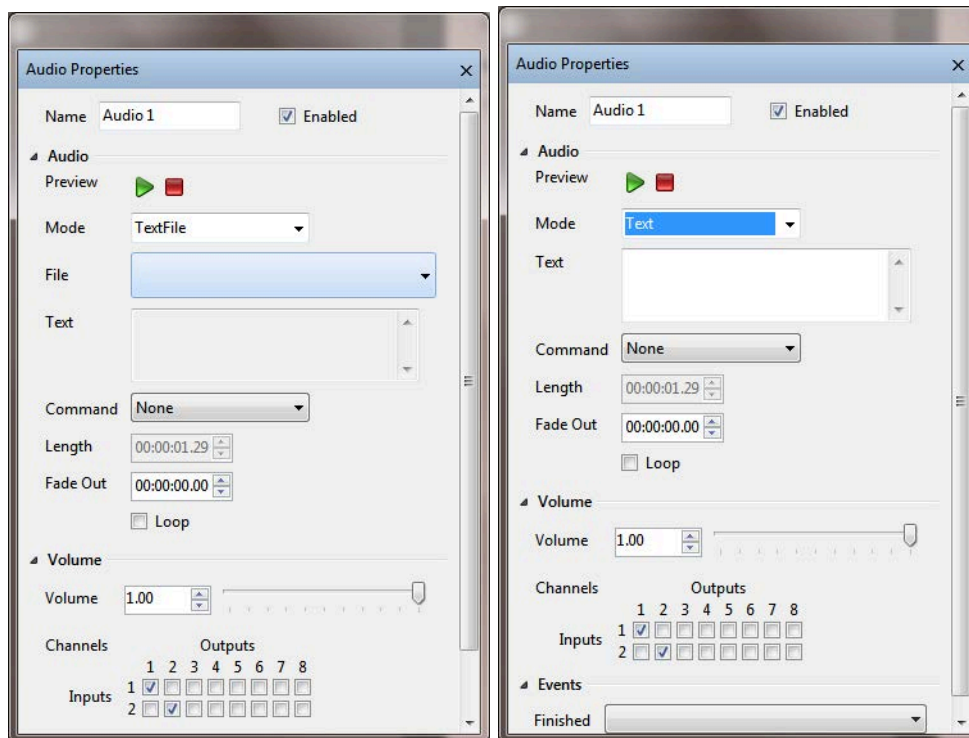 Audio Properties
Name Audio 1 Enabled
Audio
Preview
Mode TextFile
File
Text
Command None
Length 00:00:01.29
Fade Out 00:00:00.00
Loop
Volume
Volume 1.00
Channels Outputs
1 2 3 4 5 6 7 8
Inputs 1
2
Audio Properties
Name Audio 1 Enabled
Audio
Preview
Mode Text
Text
Command None
Length 00:00:01.29
Fade Out 00:00:00.00
Loop
Volume
Volume 1.00
Channels Outputs
1 2 3 4 5 6 7 8
Inputs 1
2
Events
Finished